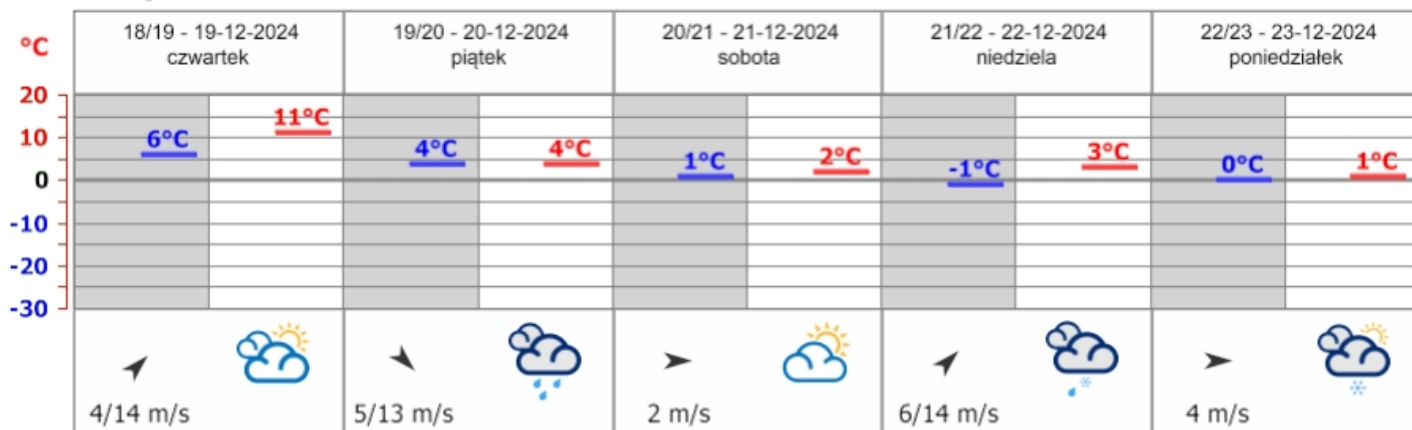 °C
18/19 - 19-12-2024
czwartek
19/20 - 20-12-2024
piątek
20/21 - 21-12-2024
sobota
21/22 - 22-12-2024
niedziela
22/23 - 23-12-2024
poniedziałek
20
10
0
-10
-20
-30
6°C
11°C
4°C
4°C
1°C
2°C
-1°C
3°C
0°C
1°C
4/14 m/s
5/13 m/s
2 m/s
6/14 m/s
4 m/s